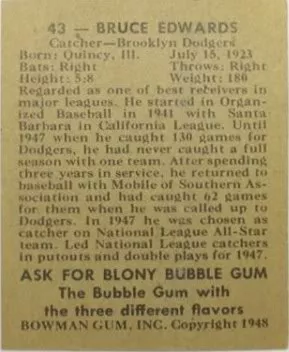 43 – BRUCE EDWARDS
Catcher—Brooklyn Dodgers
Born: Quincy, Ill. July 15, 1923
Bats: Right Throws: Right
Height: 5:8 Weight: 180
Regarded as one of best receivers in
major leagues. He started in Organ-
ized Baseball in 1941 with Santa
Barbara in California League. Until
1947 when he caught 130 games for
Dodgers, he had never caught a full
season with one team. After spending
three years in service, he returned to
baseball with Mobile of Southern As-
sociation and had caught 62 games
for them when he was called up to
Dodgers. In 1947 he was chosen as
catcher on National League All-Star
team. Led National League catchers
in putouts and double plays for 1947.
ASK FOR BLONY BUBBLE GUM
The Bubble Gum with
the three different flavors
BOWMAN GUM, INC. Copyright 1948